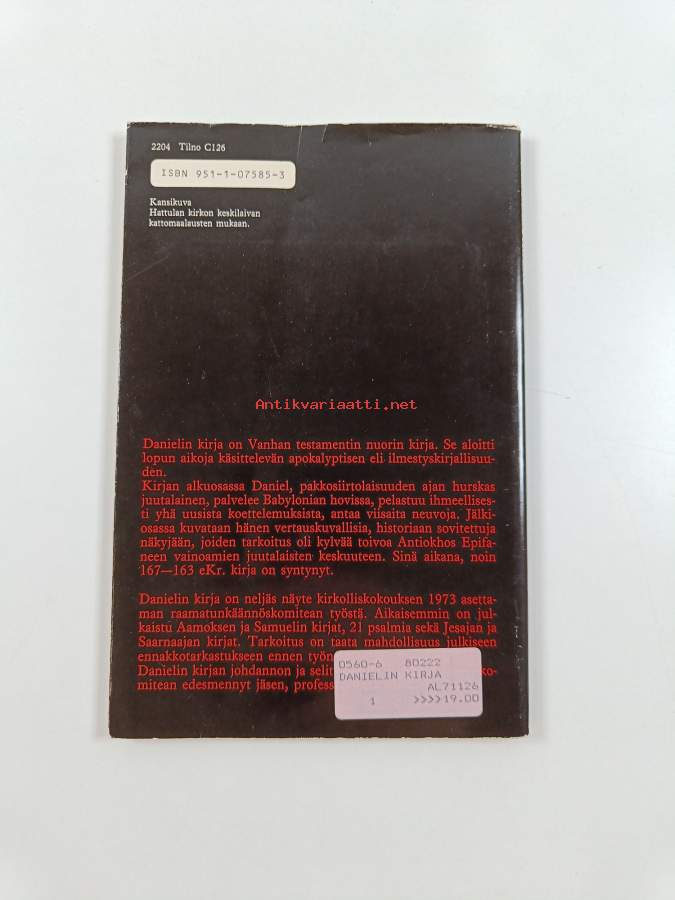 2204 Tilno C126
ISBN 951-1-07585-3
Kansikuva
Hattulan kirkon keskilaivan
kattomaalausten mukaan.
Antikvariaatti.net
Danielin kirja on Vanhan testamentin nuorin kirja. Se aloitti
lopun aikoja käsittelevän apokalyptisen eli ilmestyskirjallisuu-
den.
Kirjan alkuosassa Daniel, pakkosiirtolaisuuden ajan hurskas
juutalainen, palvelee Babylonian hovissa, pelastuu ihmeellises-
ti yhä uusista koettelemuksista, antaa viisaita neuvoja. Jälki-
osassa kuvataan hänen vertauskuvallisia, historiaan sovitettuja
näkyjään, joiden tarkoitus oli kylvää toivoa Antiokhos Epifa-
neen vainoamien juutalaisten keskuuteen. Sinä aikana, noin
167—163 eKr. kirja on syntynyt.
Danielin kirja on neljäs näyte kirkolliskokouksen 1973 asetta-
man raamatunkäännöskomitean työstä. Aikaisemmin on jul-
kaistu Aamoksen ja Samuelin kirjat, 21 psalmia sekä Jesajan ja
Saarnaajan kirjat. Tarkoitus on taata mahdollisuus julkiseen
ennakkotarkastukseen ennen työn
Danielin kirjan johdannon ja selit ko-
mitean edesmennyt jäsen, profess
0560-6 80222
DANIELIN KIRJA
AL71126
1 >>>>19.00